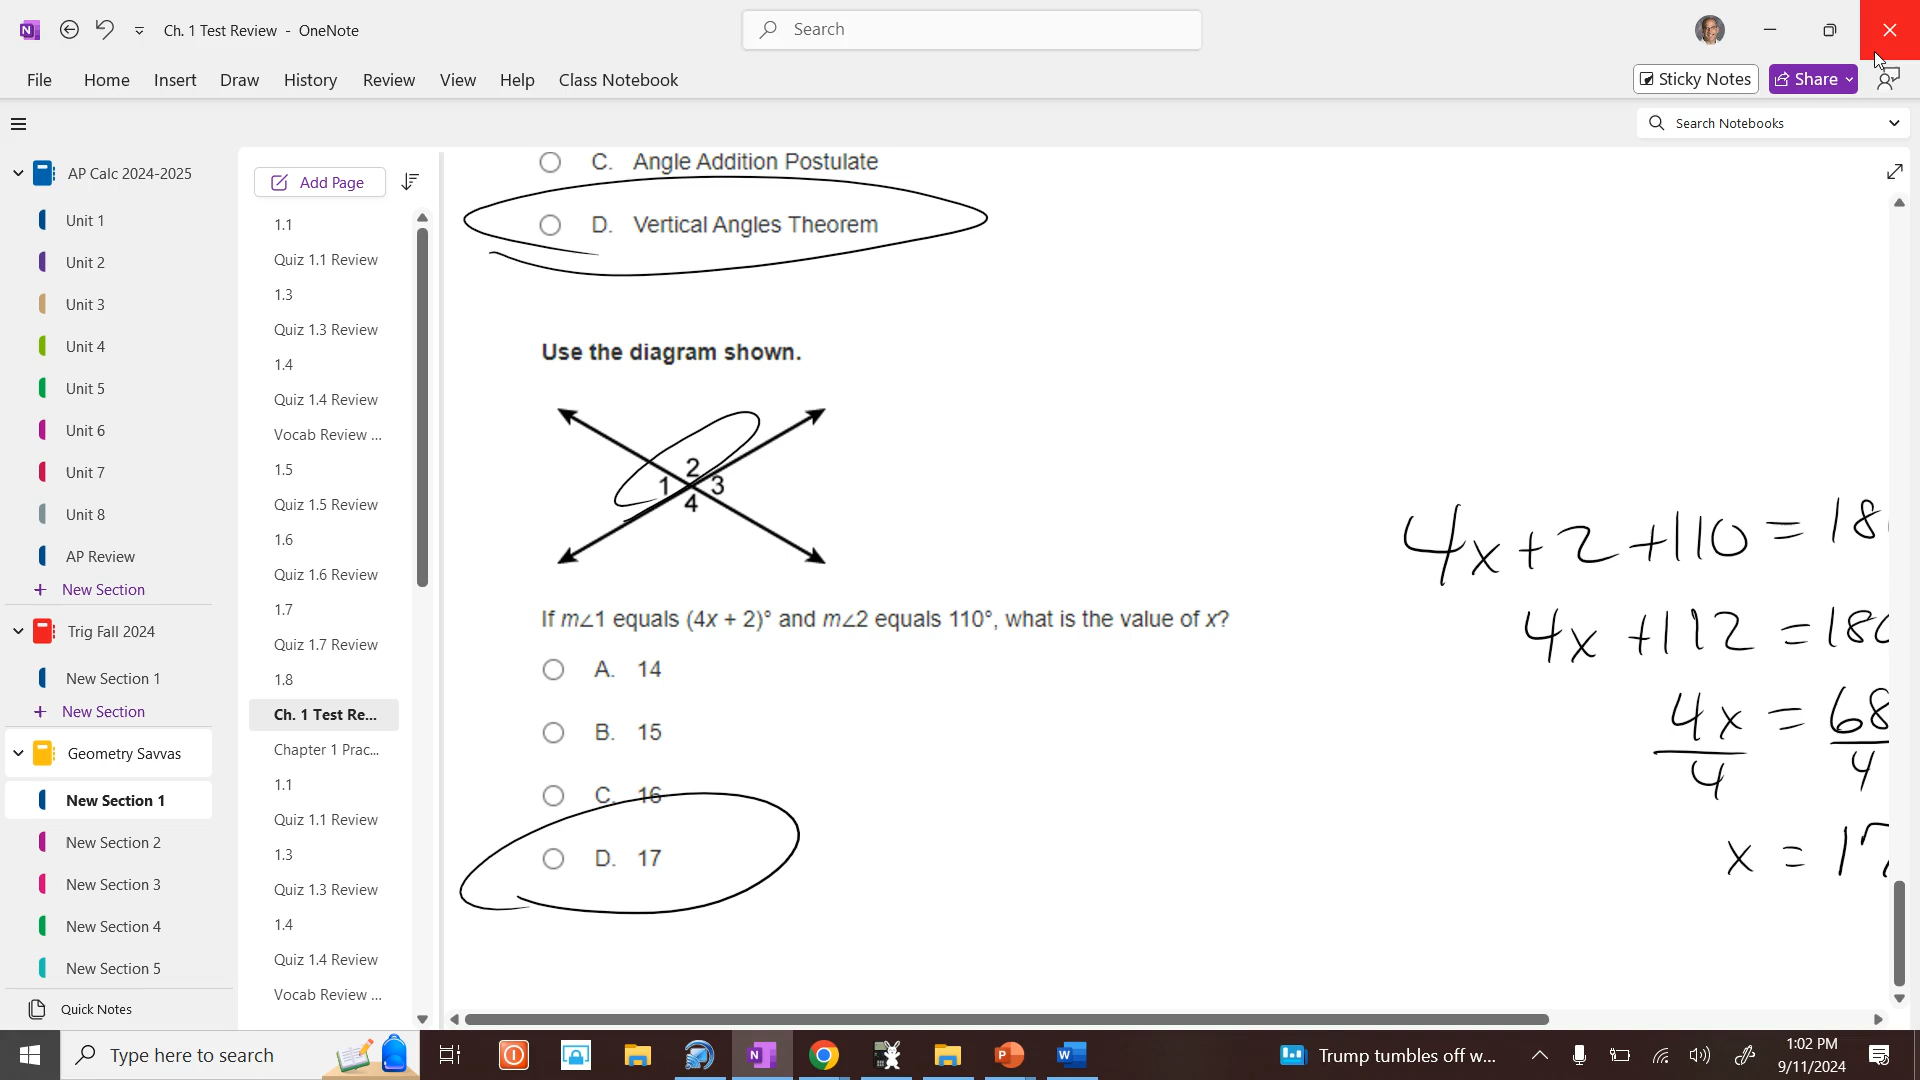 Ch. 1 Test Review - OneNote
Search
File Home Insert Draw History Review View Help Class Notebook
Sticky Notes
Share
Search Notebooks
AP Calc 2024-2025
Unit 1
Unit 2
Unit 3
Unit 4
Unit 5
Unit 6
Unit 7
Unit 8
AP Review
+ New Section
Trig Fall 2024
New Section 1
+ New Section
Geometry Savvas
New Section 1
New Section 2
New Section 3
New Section 4
New Section 5
Quick Notes
Add Page
1.1
Quiz 1.1 Review
1.3
Quiz 1.3 Review
1.4
Quiz 1.4 Review
Vocab Review ...
1.5
Quiz 1.5 Review
1.6
Quiz 1.6 Review
1.7
Quiz 1.7 Review
1.8
Ch. 1 Test Re...
Chapter 1 Prac...
1.1
Quiz 1.1 Review
1.3
Quiz 1.3 Review
1.4
Quiz 1.4 Review
Vocab Review ...
C. Angle Addition Postulate
D. Vertical Angles Theorem
Use the diagram shown.
2
1 3
4
If m∠1 equals (4x + 2)° and m∠2 equals 110°, what is the value of x?
A. 14
B. 15
C. 16
D. 17
4x + 2 + 110 = 180
4x + 112 = 180
4x = 68
4 4
x = 17
Type here to search
Trump tumbles off w...
1:02 PM
9/11/2024